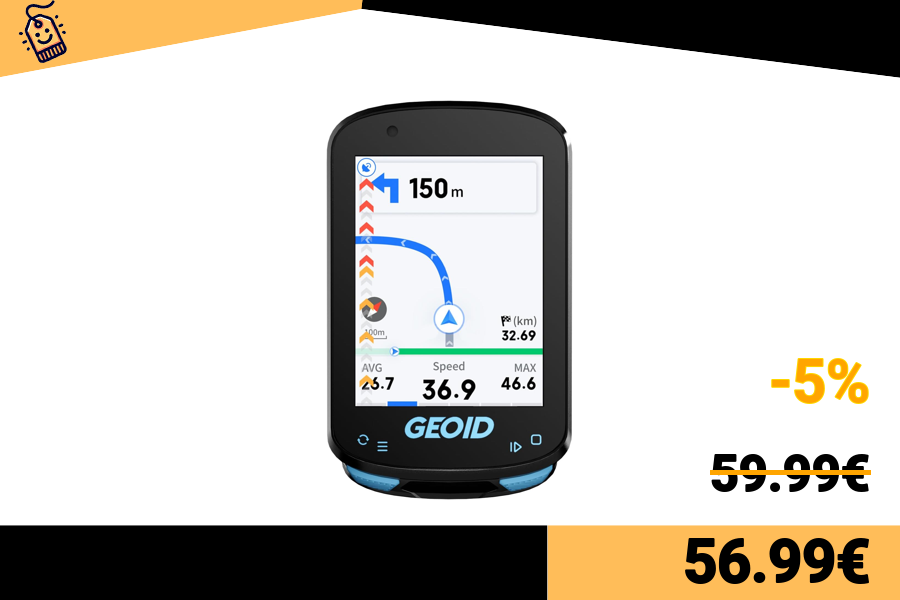 150 m
100m
(km)
32.69
AVG
Speed
MAX
26.7
36.9
46.6
GEOID
-5%
59.99€
56.99€